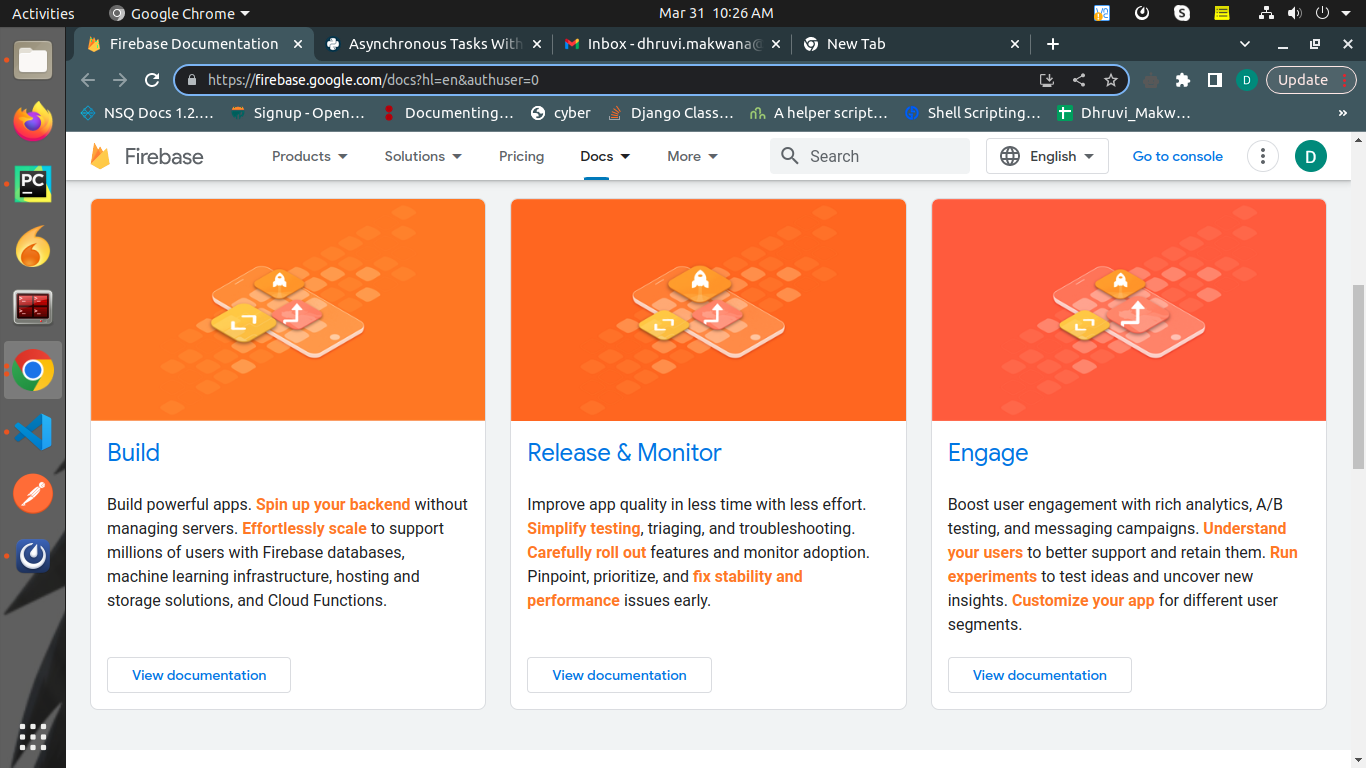 Activities
Google Chrome
Mar 31 10:26 AM
Firebase Documentation
Asynchronous Tasks With
Inbox - dhruvi.makwana@
New Tab
https://firebase.google.com/docs?hl=en&authuser=0
D
Update
NSQ Docs 1.2....
Signup - Open...
Documenting...
cyber
Django Class...
A helper script...
Shell Scripting...
Dhruvi_Makw...
»
Firebase
Products
Solutions
Pricing
Docs
More
Search
English
Go to console
D
PC
Build
Build powerful apps. Spin up your backend without
managing servers. Effortlessly scale to support
millions of users with Firebase databases,
machine learning infrastructure, hosting and
storage solutions, and Cloud Functions.
View documentation
Release & Monitor
Improve app quality in less time with less effort.
Simplify testing, triaging, and troubleshooting.
Carefully roll out features and monitor adoption.
Pinpoint, prioritize, and fix stability and
performance issues early.
View documentation
Engage
Boost user engagement with rich analytics, A/B
testing, and messaging campaigns. Understand
your users to better support and retain them. Run
experiments to test ideas and uncover new
insights. Customize your app for different user
segments.
View documentation